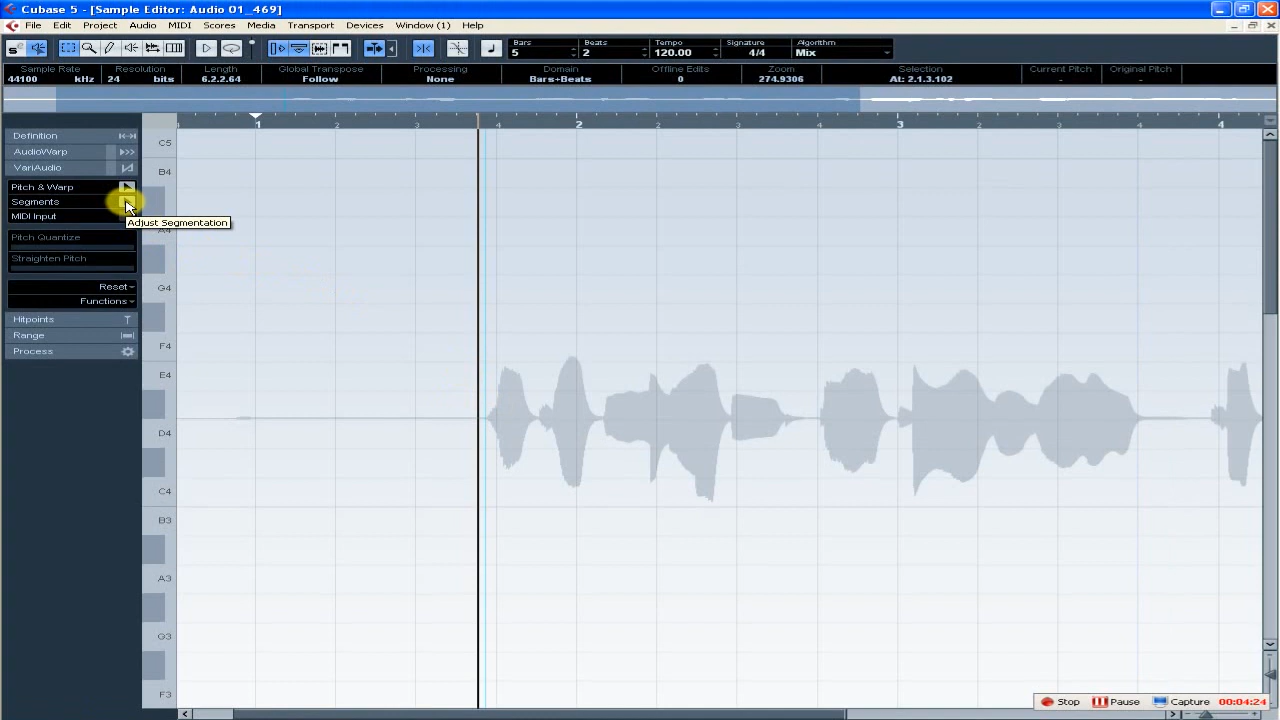 Cubase 5 - [Sample Editor: Audio 01_469]
File Edit Project Audio MIDI Scores Media Transport Devices Window (1) Help
Bars Beats Tempo Signature Algorithm
5 2 120.00 4/4 Mix
Sample Rate Resolution Length Global Transpose Processing Domain Offline Edits Zoom Selection Current Pitch Original Pitch
44100 kHz 24 bits 6.2.2.64 Follow None Bars+Beats 0 274.9306 At: 2.1.3.102 - -
1 2 3 4 2 2 3 4 3 2 3 4 4
Definition
AudioWarp
VariAudio
Pitch & Warp
Segments
MIDI Input
Adjust Segmentation
Pitch Quantize
Straighten Pitch
Reset
Functions
Hitpoints
Range
Process
C5
B4
A4
G4
F4
E4
D4
C4
B3
A3
G3
F3
Stop Pause Capture 00:04:24